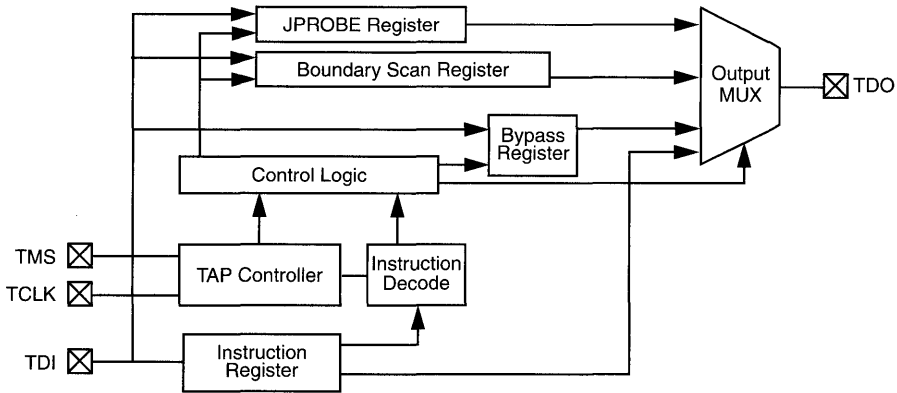 JPROBE Register
Boundary Scan Register
Output
MUX
TDO
Bypass
Register
Control Logic
TMS
TAP Controller
Instruction
Decode
TCLK
TDI
Instruction
Register